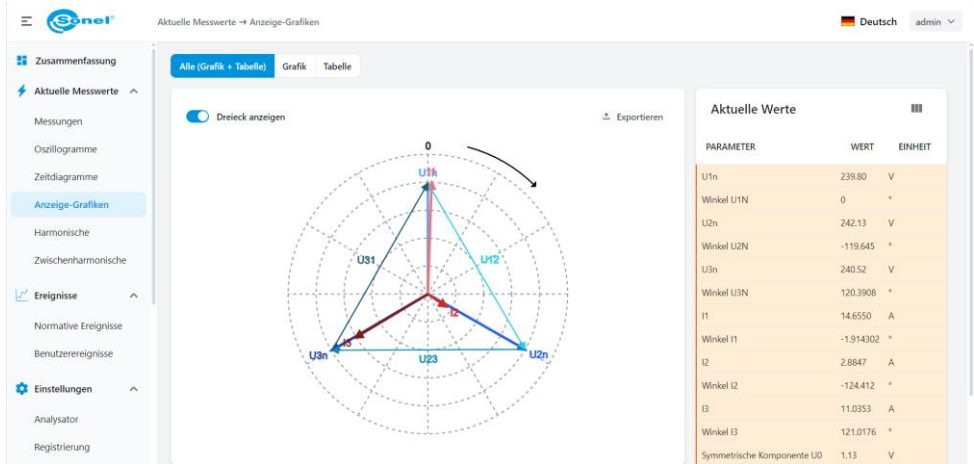 Sonel®
Aktuelle Messwerte → Anzeige-Grafiken
Deutsch
admin
Zusammenfassung
Aktuelle Messwerte
Messungen
Oszillogramme
Zeitdiagramme
Anzeige-Grafiken
Harmonische
Zwischenharmonische
Ereignisse
Normative Ereignisse
Benutzerereignisse
Einstellungen
Analysator
Registrierung
Alle (Grafik + Tabelle) Grafik Tabelle
Dreieck anzeigen
Exportieren
0
U1n
U31
U12
I2
I3
U3n
U23
U2n
Aktuelle Werte
PARAMETER WERT EINHEIT
U1n 239.80 V
Winkel U1N 0 °
U2n 242.13 V
Winkel U2N -119.645 °
U3n 240.52 V
Winkel U3N 120.3908 °
I1 14.6550 A
Winkel I1 -1.914302 °
I2 2.8847 A
Winkel I2 -124.412 °
I3 11.0353 A
Winkel I3 121.0176 °
Symmetrische Komponente U0 1.13 V